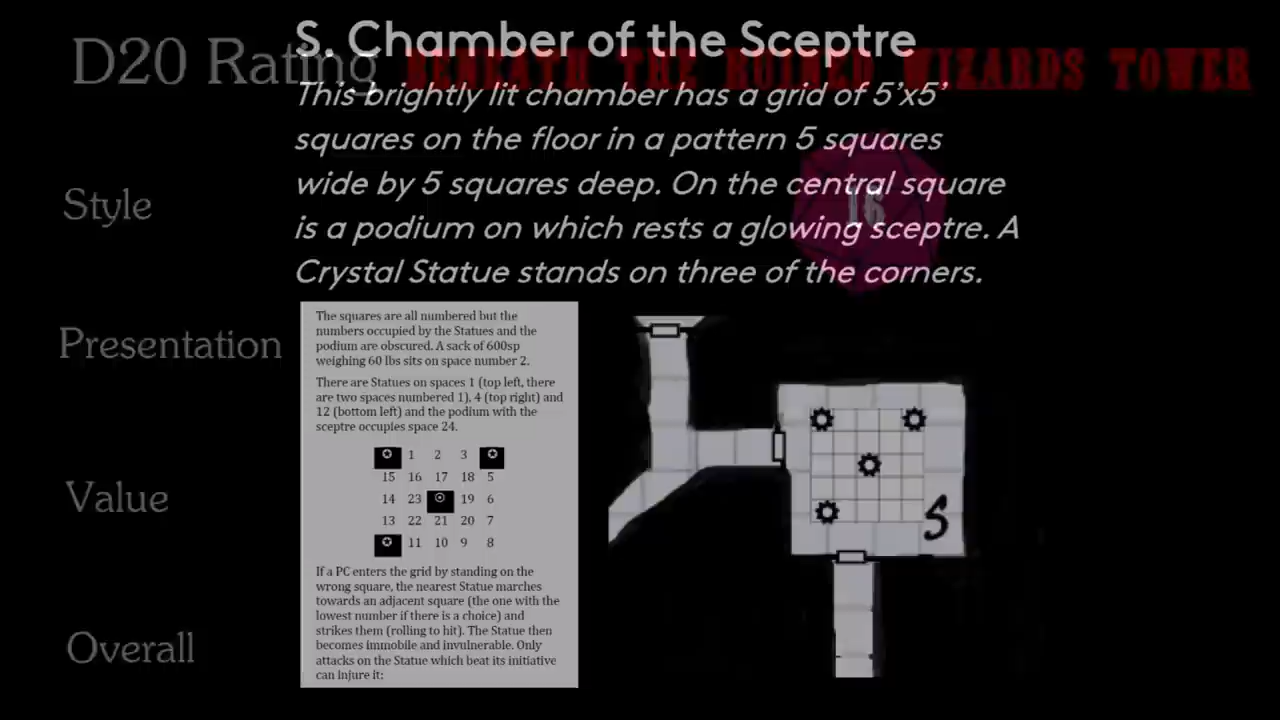 D20 Rating
BENEATH THE RUINED WIZARDS TOWER
S. Chamber of the Sceptre
This brightly lit chamber has a grid of 5'x5'
squares on the floor in a pattern 5 squares
wide by 5 squares deep. On the central square
is a podium on which rests a glowing sceptre. A
Crystal Statue stands on three of the corners.
Style
16
Presentation
Value
Overall
The squares are all numbered but the
numbers occupied by the Statues and the
podium are obscured. A sack of 600sp
weighing 60 lbs sits on space number 2.
There are Statues on spaces 1 (top left, there
are two spaces numbered 1), 4 (top right) and
12 (bottom left) and the podium with the
sceptre occupies space 24.
1 2 3
15 16 17 18 5
14 23 19 6
13 22 21 20 7
11 10 9 8
If a PC enters the grid by standing on the
wrong square, the nearest Statue marches
towards an adjacent square (the one with the
lowest number if there is a choice) and
strikes them (rolling to hit). The Statue then
becomes immobile and invulnerable. Only
attacks on the Statue which beat its initiative
can injure it:
S